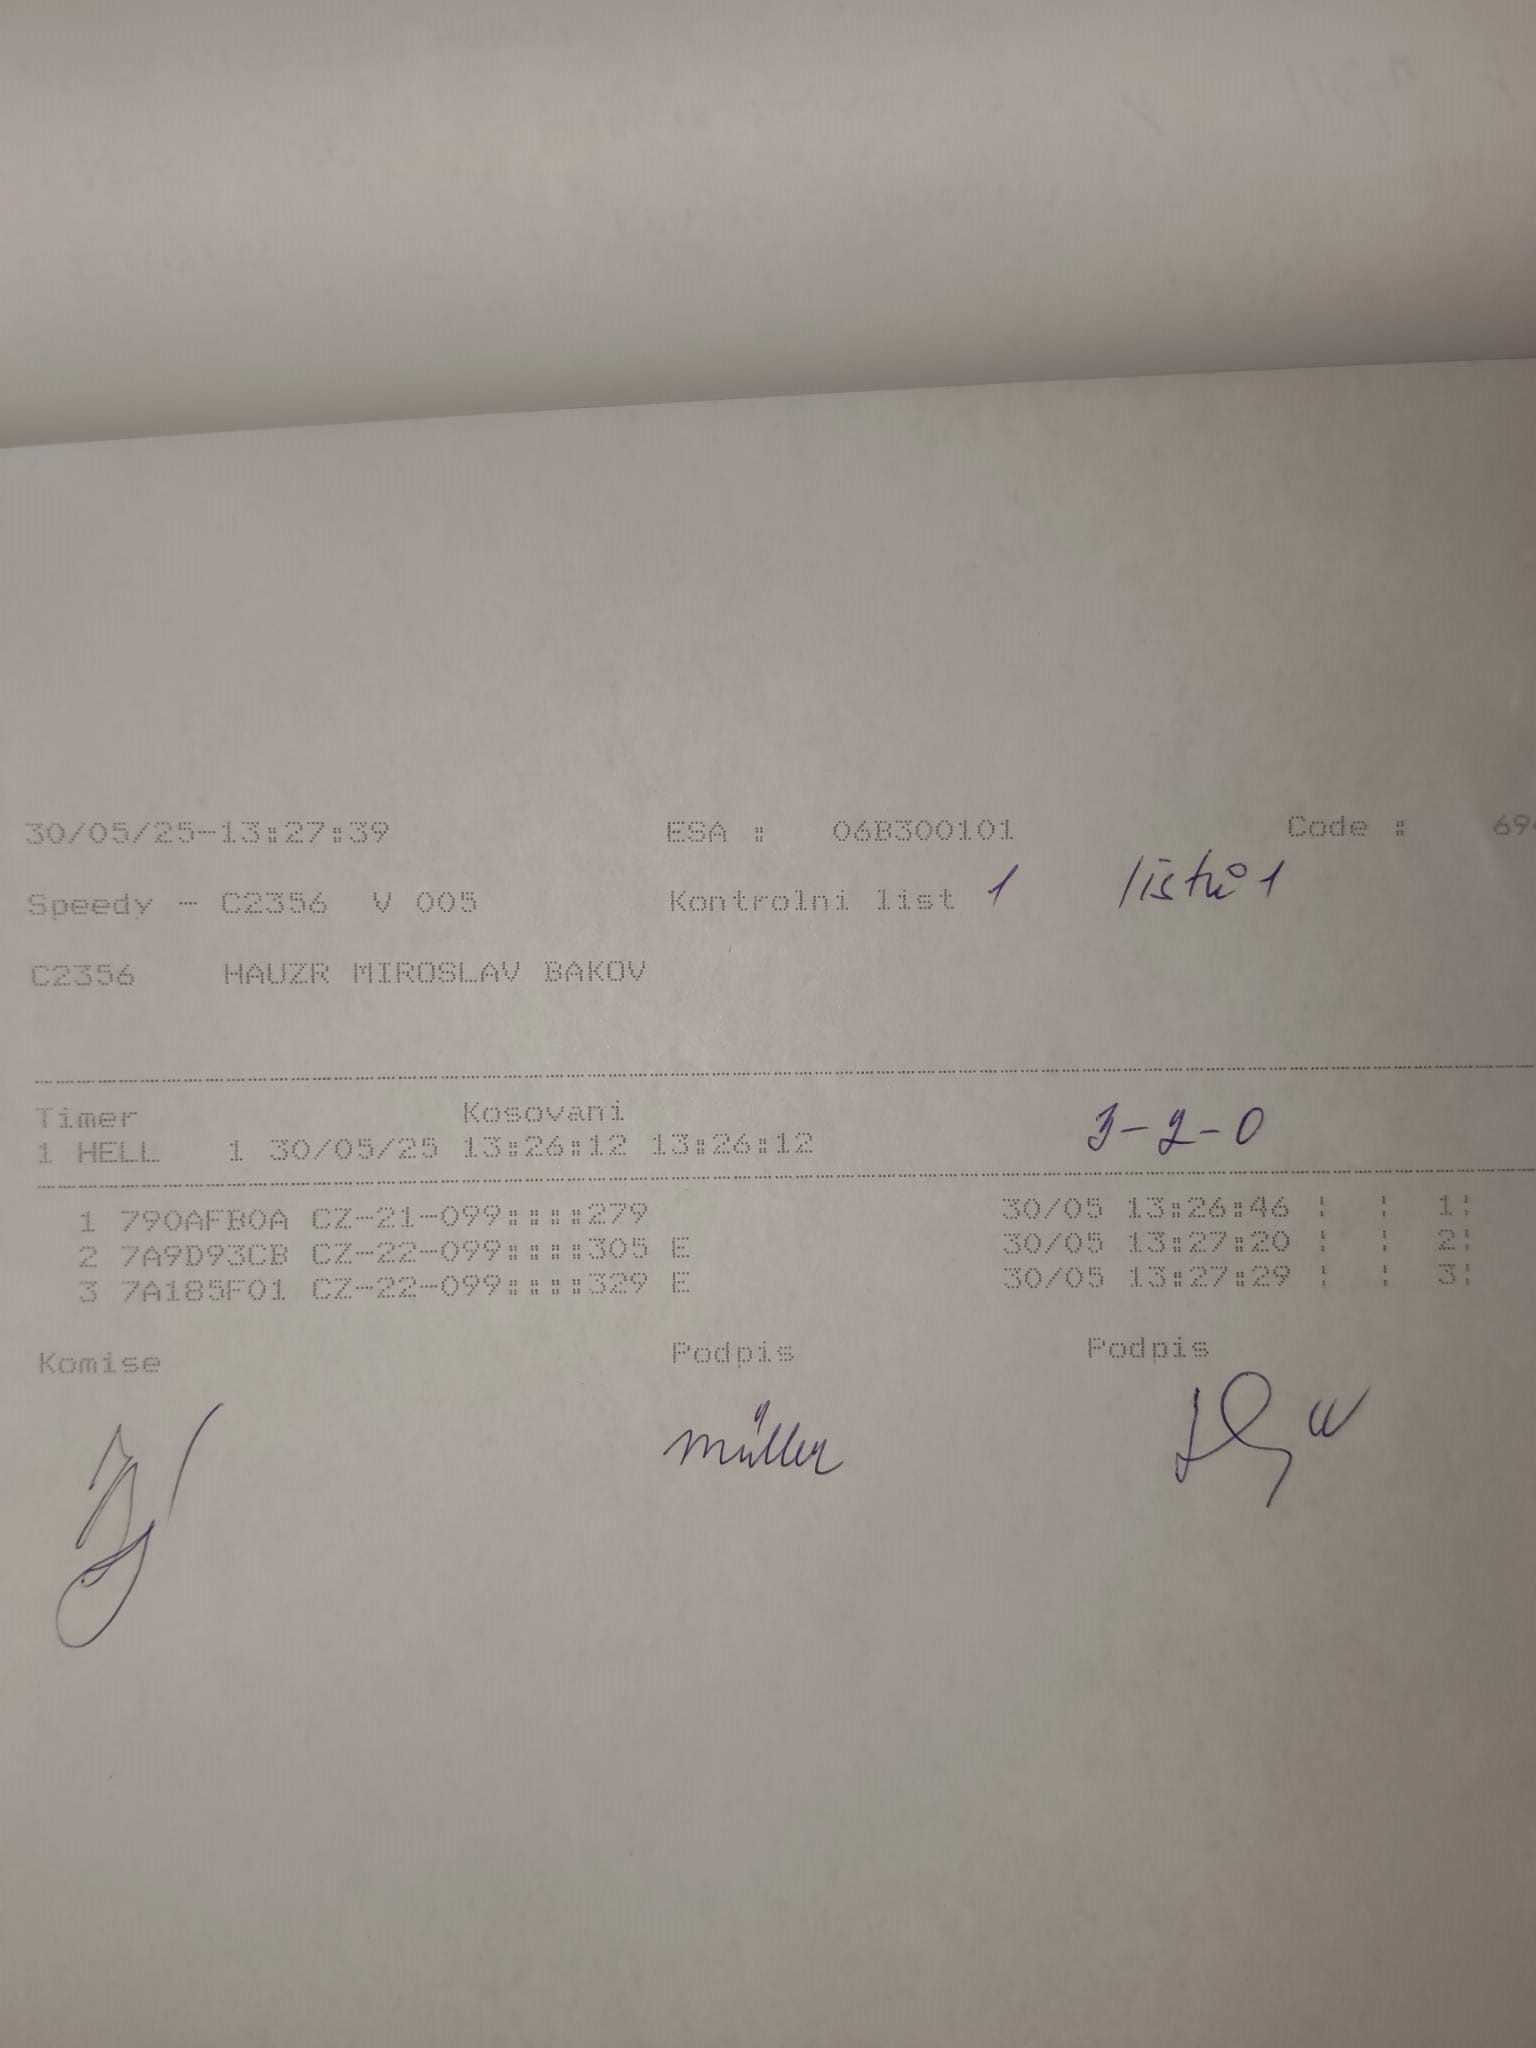 30/05/25-13:27:39 ESA : 06B300101 Code : 69
Speedy - C2356 V 005 Kontrolni list 1 listů 1
C2356 HAUZR MIROSLAV BAKOV
Timer Kosovani
1 HELL 1 30/05/25 13:26:12 13:26:12 3-2-0
1 790AFB0A CZ-21-099::::279 30/05 13:26:46 ¦ ¦ 1¦
2 7A9D93CB CZ-22-099::::305 E 30/05 13:27:20 ¦ ¦ 2¦
3 7A185F01 CZ-22-099::::329 E 30/05 13:27:29 ¦ ¦ 3¦
Komise Podpis Podpis
Müller